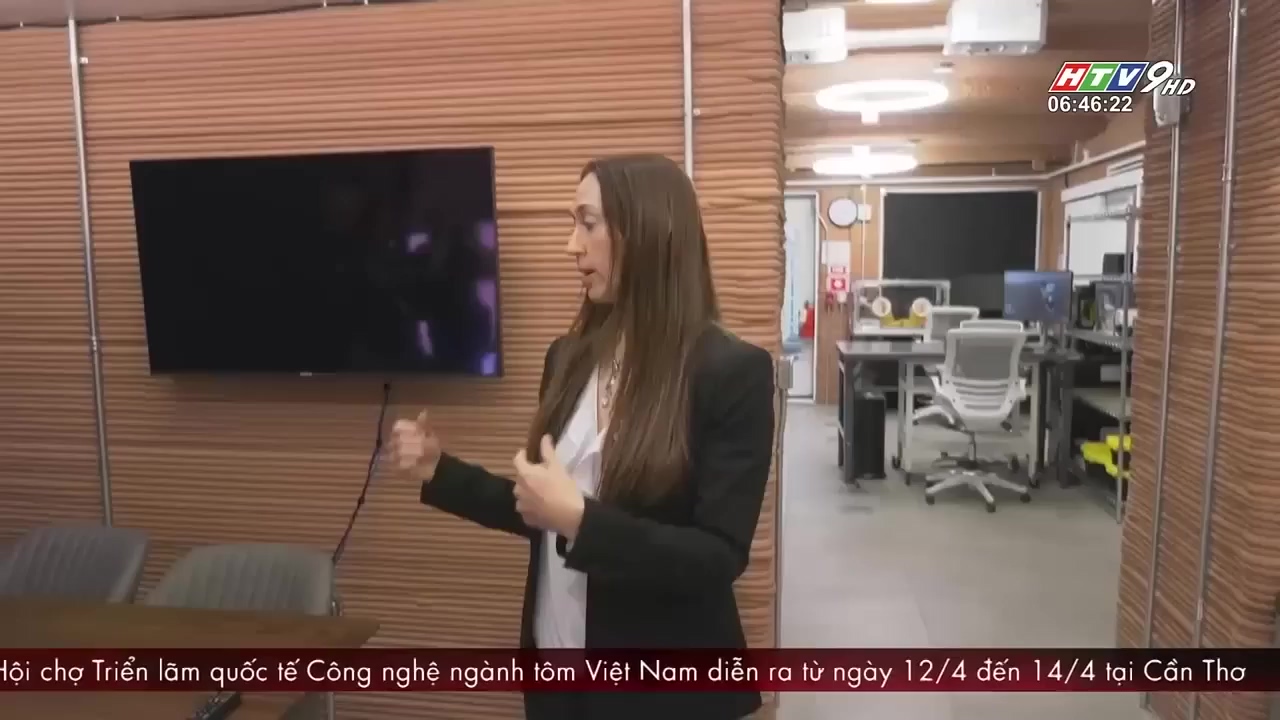 HTV9HD
06:46:22
Hội chợ Triển lãm quốc tế Công nghệ ngành tôm Việt Nam diễn ra từ ngày 12/4 đến 14/4 tại Cần Thơ